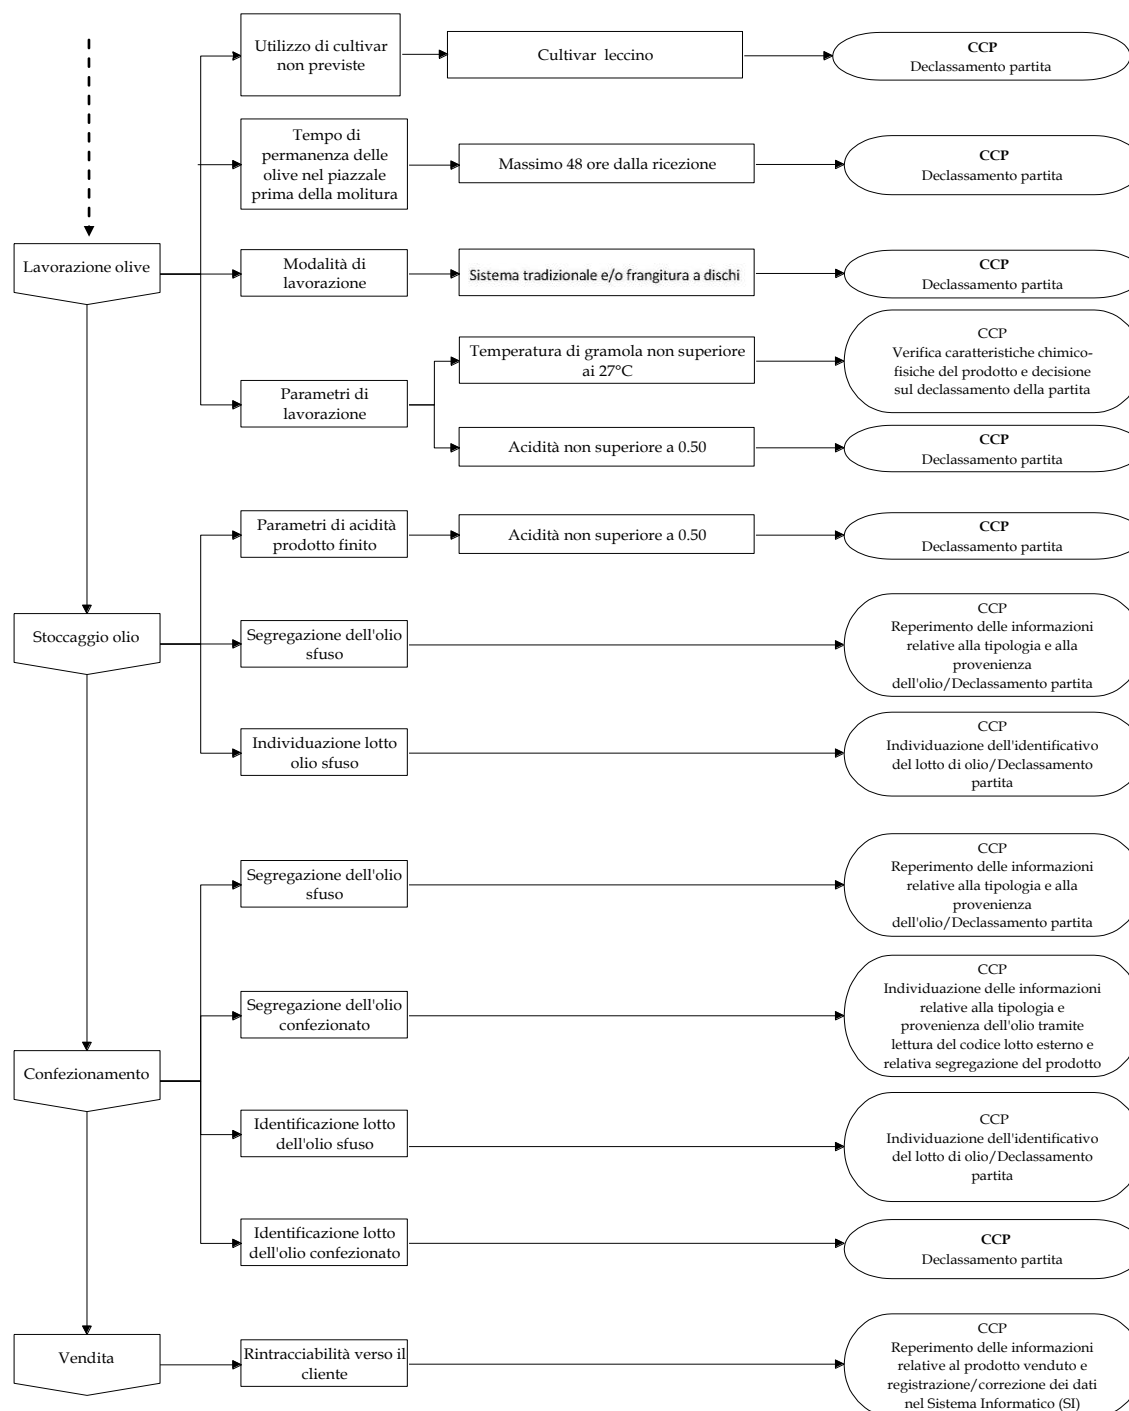 Utilizzo di cultivar
non previste
Cultivar leccino
CCP
Declassamento partita
Tempo di
permanenza delle
olive nel piazzale
prima della molitura
Massimo 48 ore dalla ricezione
CCP
Declassamento partita
Lavorazione olive
Modalità di
lavorazione
Sistema tradizionale e/o frangitura a dischi
CCP
Declassamento partita
Parametri di
lavorazione
Temperatura di gramola non superiore
ai 27°C
CCP
Verifica caratteristiche chimico-
fisiche del prodotto e decisione
sul declassamento della partita
Acidità non superiore a 0.50
CCP
Declassamento partita
Parametri di acidità
prodotto finito
Acidità non superiore a 0.50
CCP
Declassamento partita
Stoccaggio olio
Segregazione dell'olio
sfuso
CCP
Reperimento delle informazioni
relative alla tipologia e alla
provenienza
dell'olio/Declassamento partita
Individuazione lotto
olio sfuso
CCP
Individuazione dell'identificativo
del lotto di olio/Declassamento
partita
Segregazione dell'olio
sfuso
CCP
Reperimento delle informazioni
relative alla tipologia e alla
provenienza
dell'olio/Declassamento partita
Segregazione dell'olio
confezionato
CCP
Individuazione delle informazioni
relative alla tipologia e
provenienza dell'olio tramite
lettura del codice lotto esterno e
relativa segregazione del prodotto
Confezionamento
Identificazione lotto
dell'olio sfuso
CCP
Individuazione dell'identificativo
del lotto di olio/Declassamento
partita
Identificazione lotto
dell'olio confezionato
CCP
Declassamento partita
Vendita
Rintracciabilità verso il
cliente
CCP
Reperimento delle informazioni
relative al prodotto venduto e
registrazione/correzione dei dati
nel Sistema Informatico (SI)